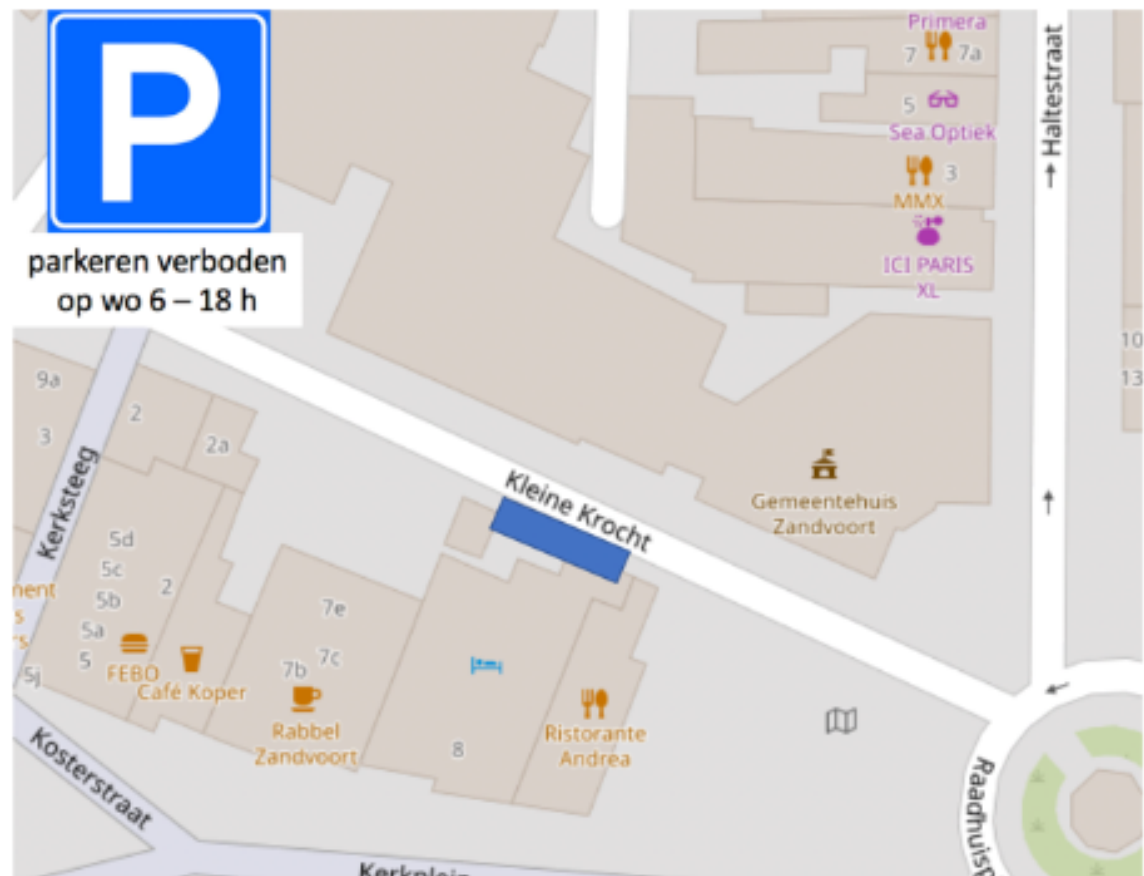 P
parkeren verboden
op wo 6 – 18 h
Primera
7
7a
5
Sea Optiek
3
MMX
ICI PARIS
XL
Haltestraat
10
13
9a
3
2
2a
Kerksteeg
Kleine Krocht
Gemeentehuis
Zandvoort
5d
5c
5b
5a
5
5j
2
FEBO
Café Koper
7e
7c
7b
Rabbel
Zandvoort
8
Ristorante
Andrea
Kosterstraat